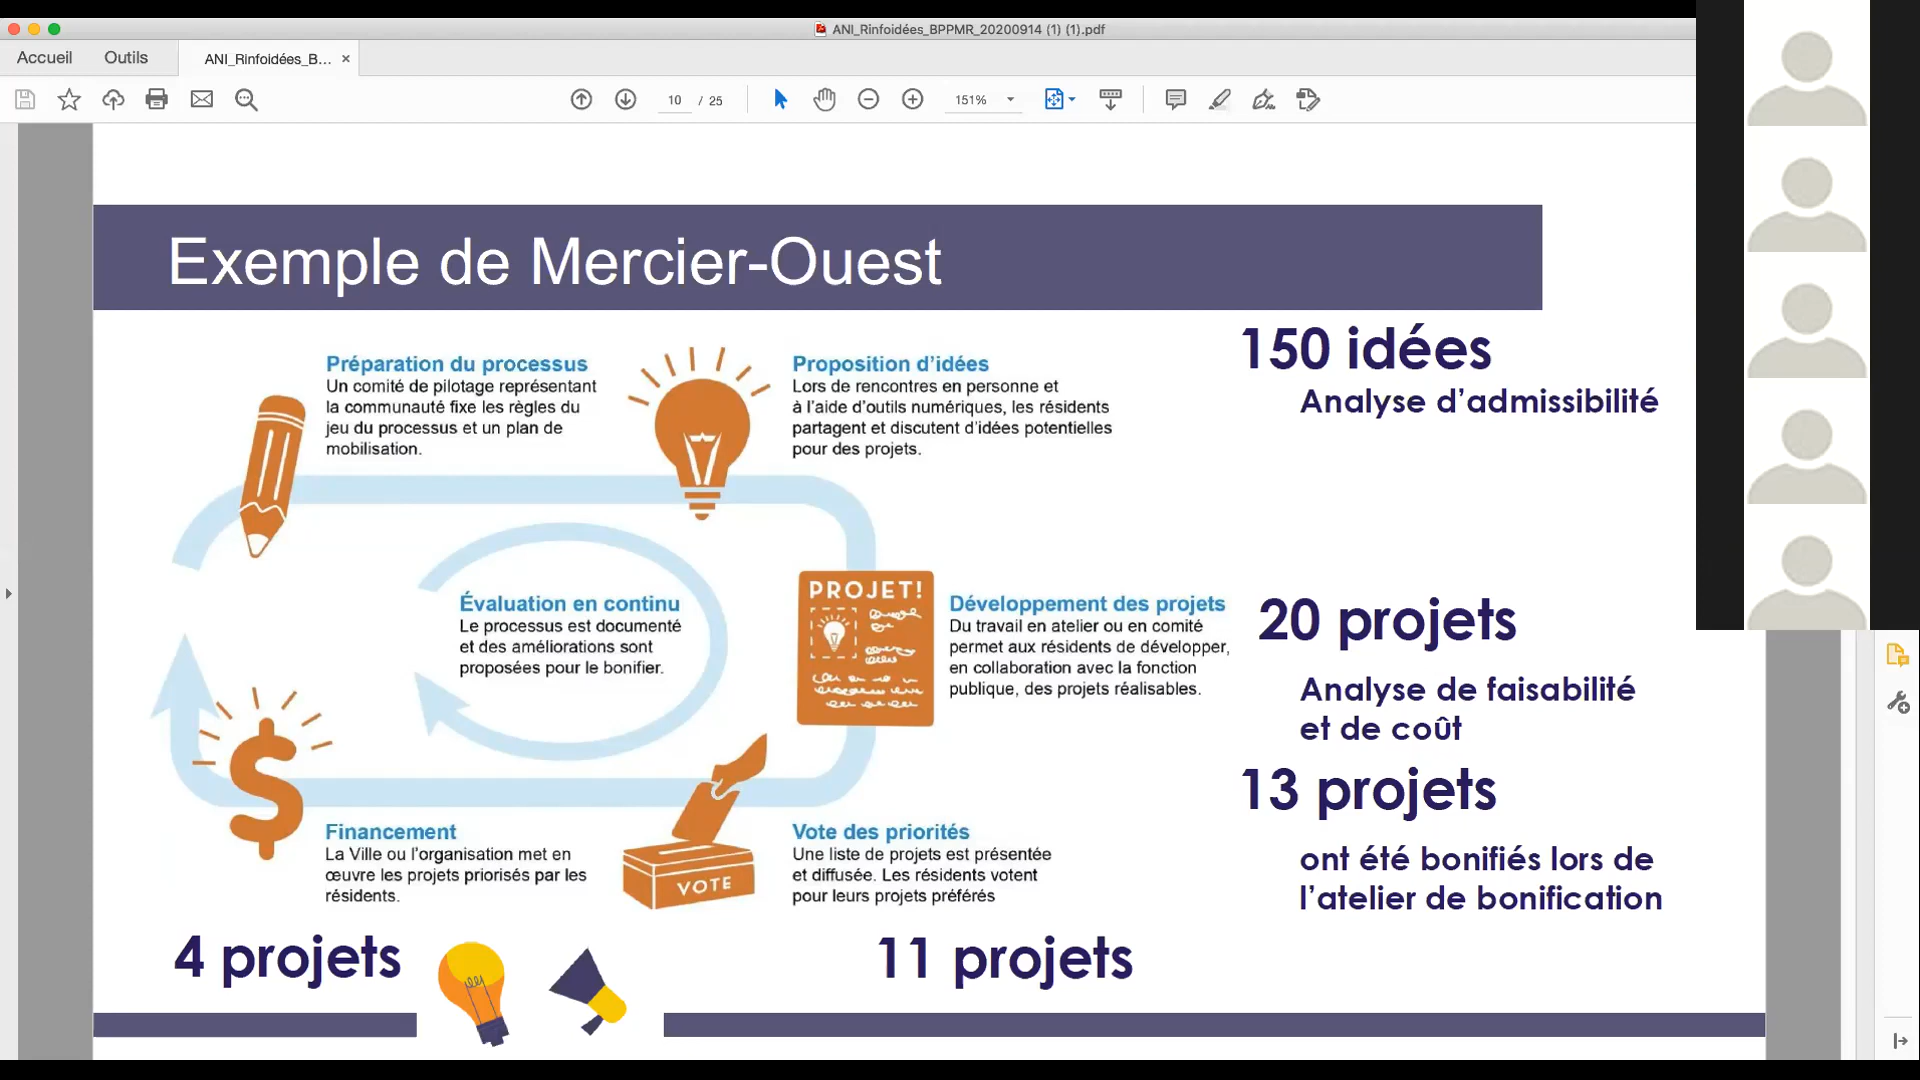 ANI_Rinfoidées_BPPMR_20200914 (1) (1).pdf
Accueil
Outils
ANI_Rinfoidées_B... ×
10 / 25
151%
Exemple de Mercier-Ouest
Préparation du processus
Un comité de pilotage représentant
la communauté fixe les règles du
jeu du processus et un plan de
mobilisation.
Proposition d’idées
Lors de rencontres en personne et
à l’aide d’outils numériques, les résidents
partagent et discutent d’idées potentielles
pour des projets.
150 idées
Analyse d’admissibilité
Évaluation en continu
Le processus est documenté
et des améliorations sont
proposées pour le bonifier.
PROJET!
Développement des projets
Du travail en atelier ou en comité
permet aux résidents de développer,
en collaboration avec la fonction
publique, des projets réalisables.
20 projets
Analyse de faisabilité
et de coût
13 projets
ont été bonifiés lors de
l’atelier de bonification
Financement
La Ville ou l’organisation met en
œuvre les projets priorisés par les
résidents.
VOTE
Vote des priorités
Une liste de projets est présentée
et diffusée. Les résidents votent
pour leurs projets préférés
4 projets
11 projets